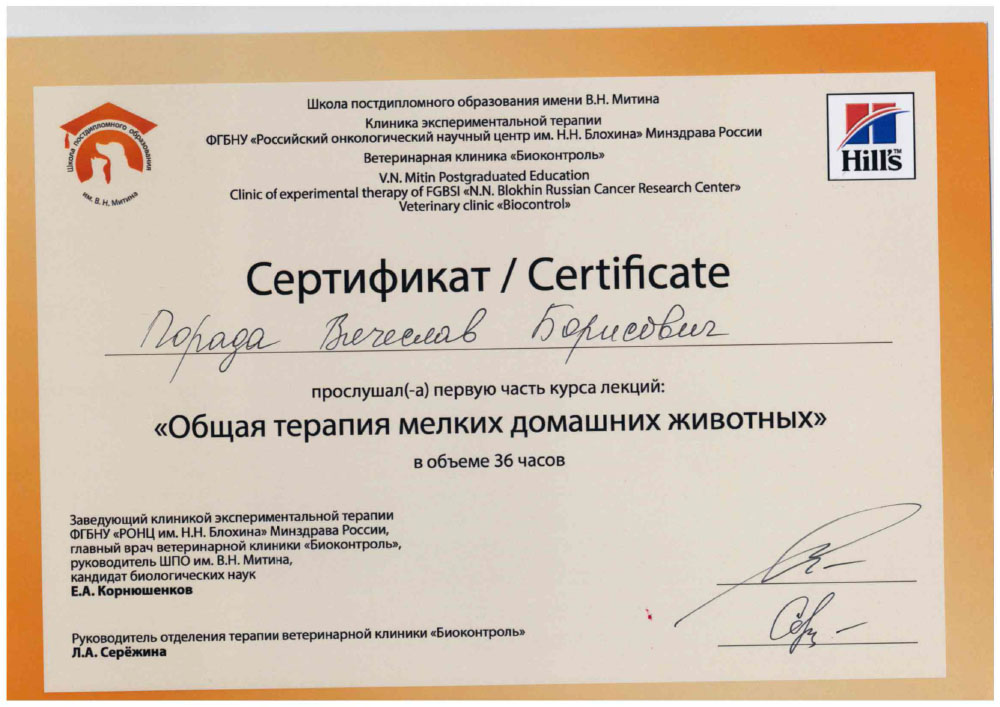 Школа постдипломного образования
им. В. Н. Митина
Школа постдипломного образования имени В.Н. Митина
Клиника экспериментальной терапии
ФГБНУ «Российский онкологический научный центр им. Н.Н. Блохина» Минздрава России
Ветеринарная клиника «Биоконтроль»
V.N. Mitin Postgraduated Education
Clinic of experimental therapy of FGBSI «N.N. Blokhin Russian Cancer Research Center»
Veterinary clinic «Biocontrol»
Hill's™
Сертификат / Certificate
Порада Вячеслав Борисович
прослушал(-а) первую часть курса лекций:
«Общая терапия мелких домашних животных»
в объеме 36 часов
Заведующий клиникой экспериментальной терапии
ФГБНУ «РОНЦ им. Н.Н. Блохина» Минздрава России,
главный врач ветеринарной клиники «Биоконтроль»,
руководитель ШПО им. В.Н. Митина,
кандидат биологических наук
Е.А. Корнюшенков
Руководитель отделения терапии ветеринарной клиники «Биоконтроль»
Л.А. Серёжина